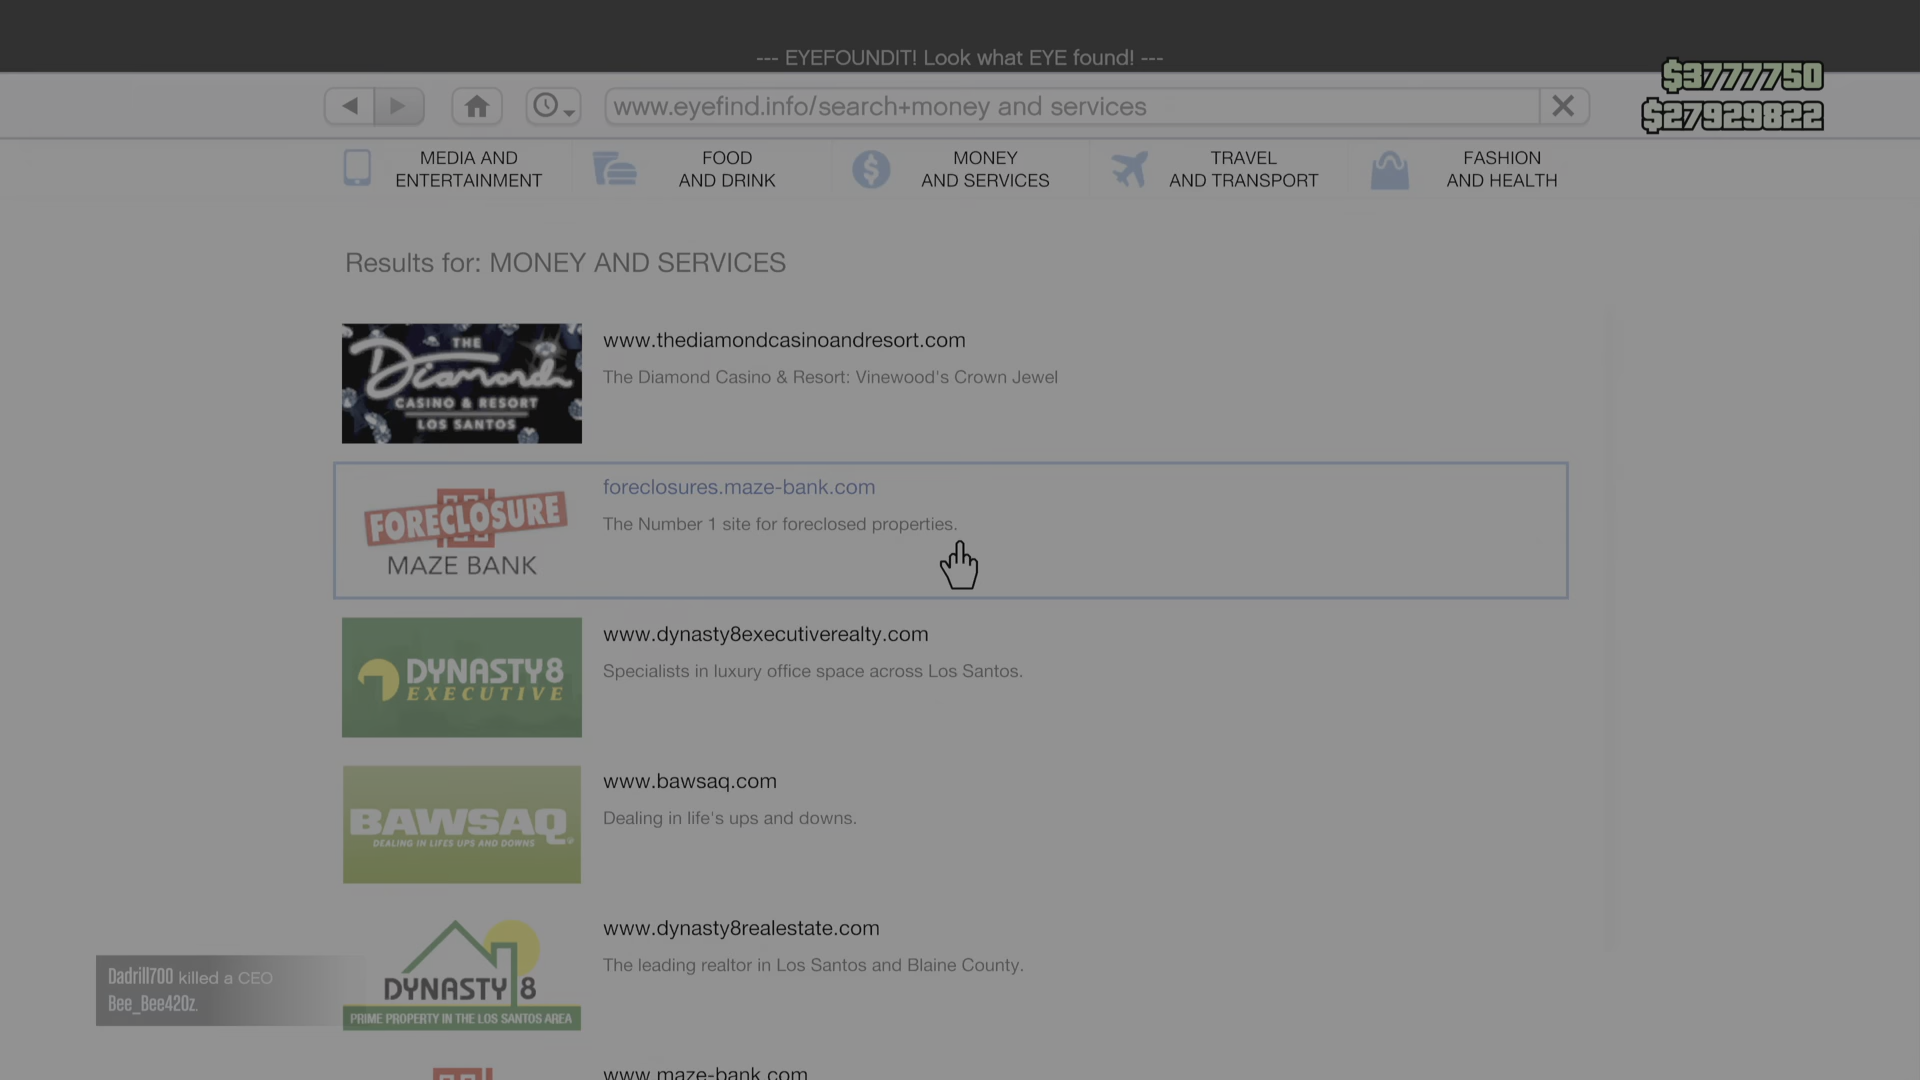 --- EYEFOUNDIT! Look what EYE found! ---
$3777750
www.eyefind.info/search+money and services
$27929822
MEDIA AND
ENTERTAINMENT
FOOD
AND DRINK
MONEY
AND SERVICES
TRAVEL
AND TRANSPORT
FASHION
AND HEALTH
Results for: MONEY AND SERVICES
THE
Diamond
CASINO & RESORT
LOS SANTOS
www.thediamondcasinoandresort.com
The Diamond Casino & Resort: Vinewood's Crown Jewel
FORECLOSURE
MAZE BANK
foreclosures.maze-bank.com
The Number 1 site for foreclosed properties.
DYNASTY8
EXECUTIVE
www.dynasty8executiverealty.com
Specialists in luxury office space across Los Santos.
BAWSAQ
DEALING IN LIFES UPS AND DOWNS
www.bawsaq.com
Dealing in life's ups and downs.
DYNASTY 8
PRIME PROPERTY IN THE LOS SANTOS AREA
www.dynasty8realestate.com
The leading realtor in Los Santos and Blaine County.
Dadrill700 killed a CEO
Bee_Bee420z.
www.maze-bank.com